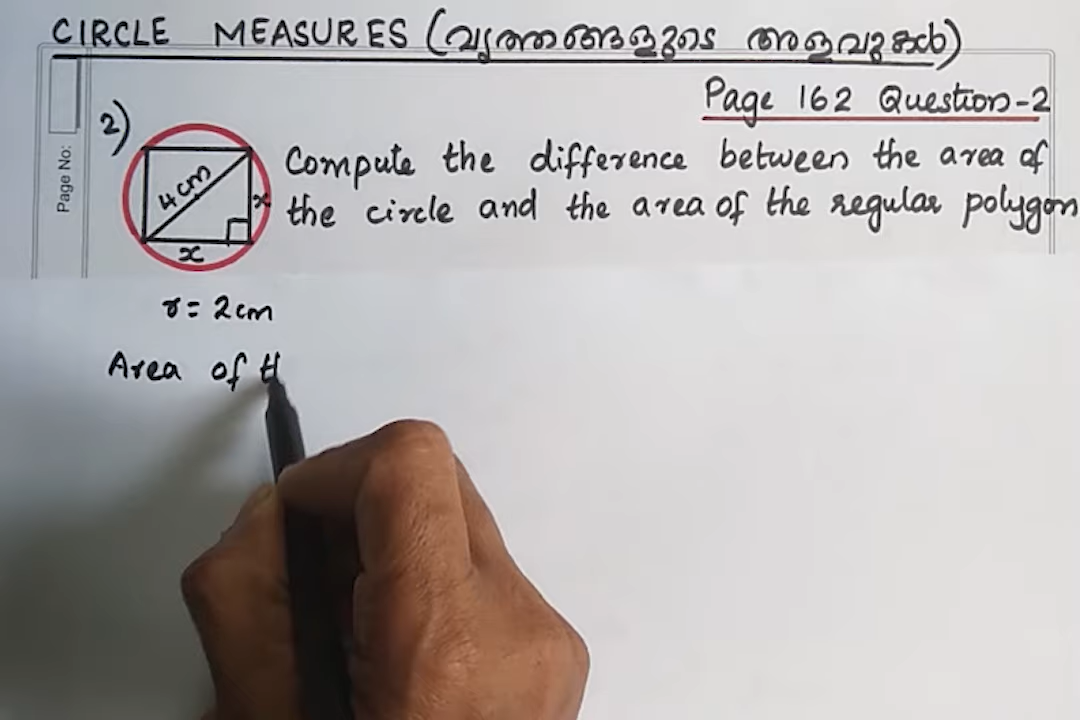 CIRCLE MEASURES (വൃത്തങ്ങളുടെ അളവുകൾ)
Page 162 Question-2
Page No:
2)
4cm
x
x
Compute the difference between the area of
the circle and the area of the regular polygon
r = 2cm
Area of